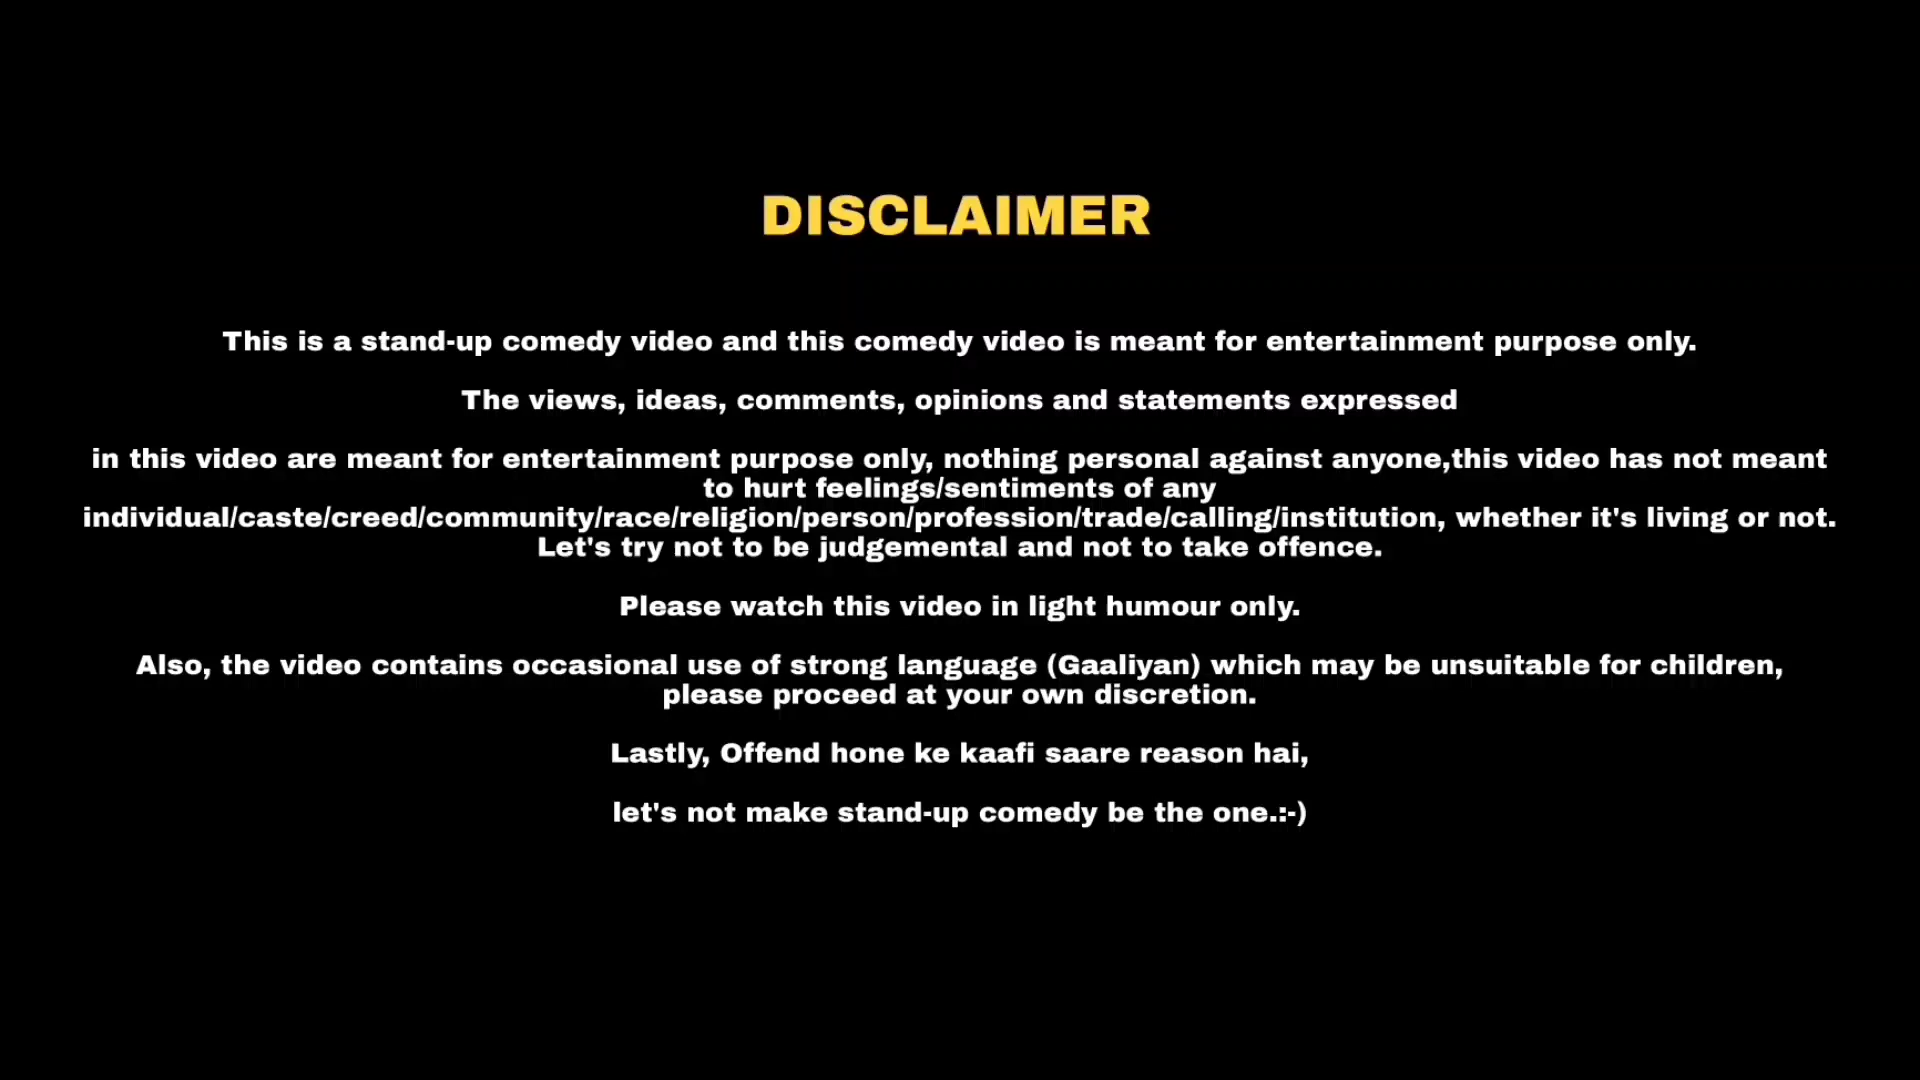 DISCLAIMER
This is a stand-up comedy video and this comedy video is meant for entertainment purpose only.
The views, ideas, comments, opinions and statements expressed
in this video are meant for entertainment purpose only, nothing personal against anyone,this video has not meant
to hurt feelings/sentiments of any
individual/caste/creed/community/race/religion/person/profession/trade/calling/institution, whether it's living or not.
Let's try not to be judgemental and not to take offence.
Please watch this video in light humour only.
Also, the video contains occasional use of strong language (Gaaliyan) which may be unsuitable for children,
please proceed at your own discretion.
Lastly, Offend hone ke kaafi saare reason hai,
let's not make stand-up comedy be the one.:-)